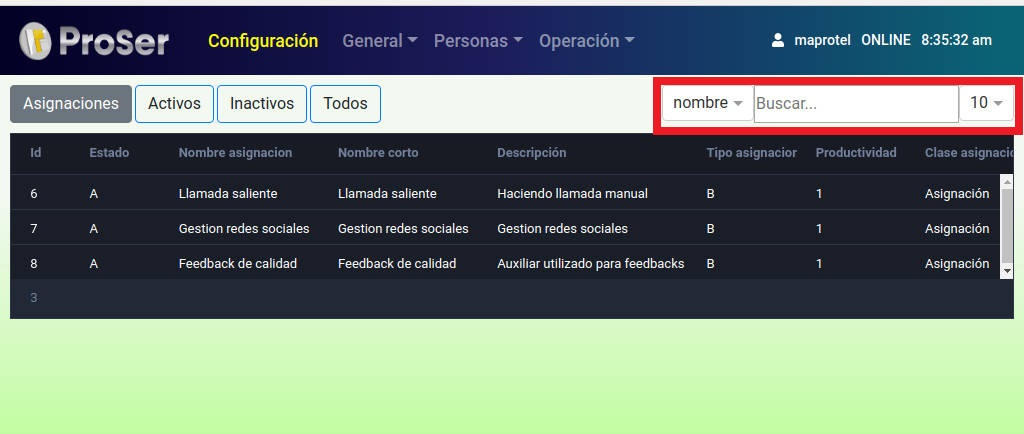 ProSer Configuración General Personas Operación maprotel ONLINE 8:35:32 am
Asignaciones Activos Inactivos Todos nombre Buscar... 10
Id Estado Nombre asignacion Nombre corto Descripción Tipo asignacior Productividad Clase asignació
6 A Llamada saliente Llamada saliente Haciendo llamada manual B 1 Asignación
7 A Gestion redes sociales Gestion redes sociales Gestion redes sociales B 1 Asignación
8 A Feedback de calidad Feedback de calidad Auxiliar utilizado para feedbacks B 1 Asignación
3